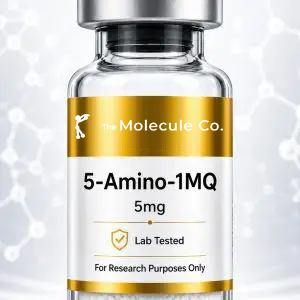 The Molecule Co.
5-Amino-1MQ
5mg
Lab Tested
For Research Purposes Only